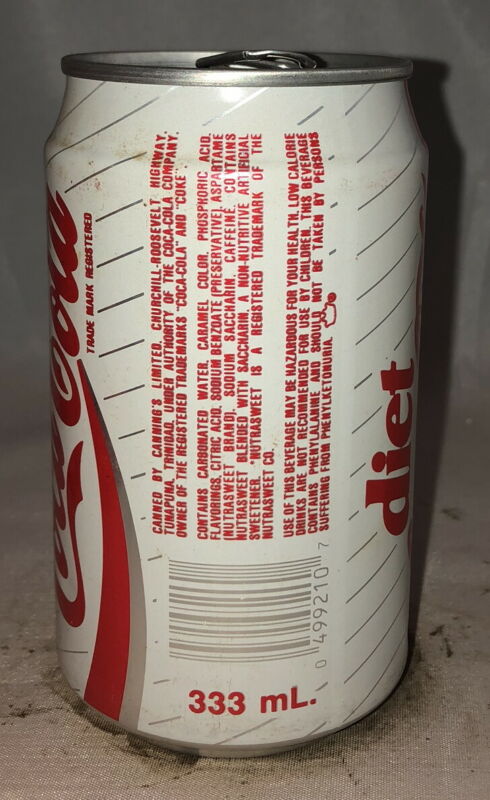 Coca Cola
TRADE MARK REGISTERED
CANNED BY CANNING'S LIMITED, CHURCHILL-ROOSEVELT HIGHWAY,
TUNAPUNA, TRINIDAD, UNDER AUTHORITY OF THE COCA-COLA COMPANY,
OWNER OF THE REGISTERED TRADEMARKS "COCA-COLA" AND "COKE"
CONTAINS CARBONATED WATER, CARAMEL COLOR, PHOSPHORIC ACID,
FLAVORINGS, CITRIC ACID, SODIUM BENZOATE (PRESERVATIVE), ASPARTAME
(NUTRASWEET BRAND), SODIUM SACCHARIN, CAFFEINE. CONTAINS
NUTRASWEET BLENDED WITH SACCHARIN, A NON-NUTRITIVE ARTIFICIAL
SWEETENER. "NUTRASWEET IS A REGISTERED TRADEMARK OF THE
NUTRASWEET CO.
USE OF THIS BEVERAGE MAY BE HAZARDOUS FOR YOUR HEALTH. LOW CALORIE
DRINKS ARE NOT RECOMMENDED FOR USE BY CHILDREN. THIS BEVERAGE
CONTAINS PHENYLALANINE AND SHOULD NOT BE TAKEN BY PERSONS
SUFFERING FROM PHENYLKETONURIA.
diet
0 499210 7
333 mL.